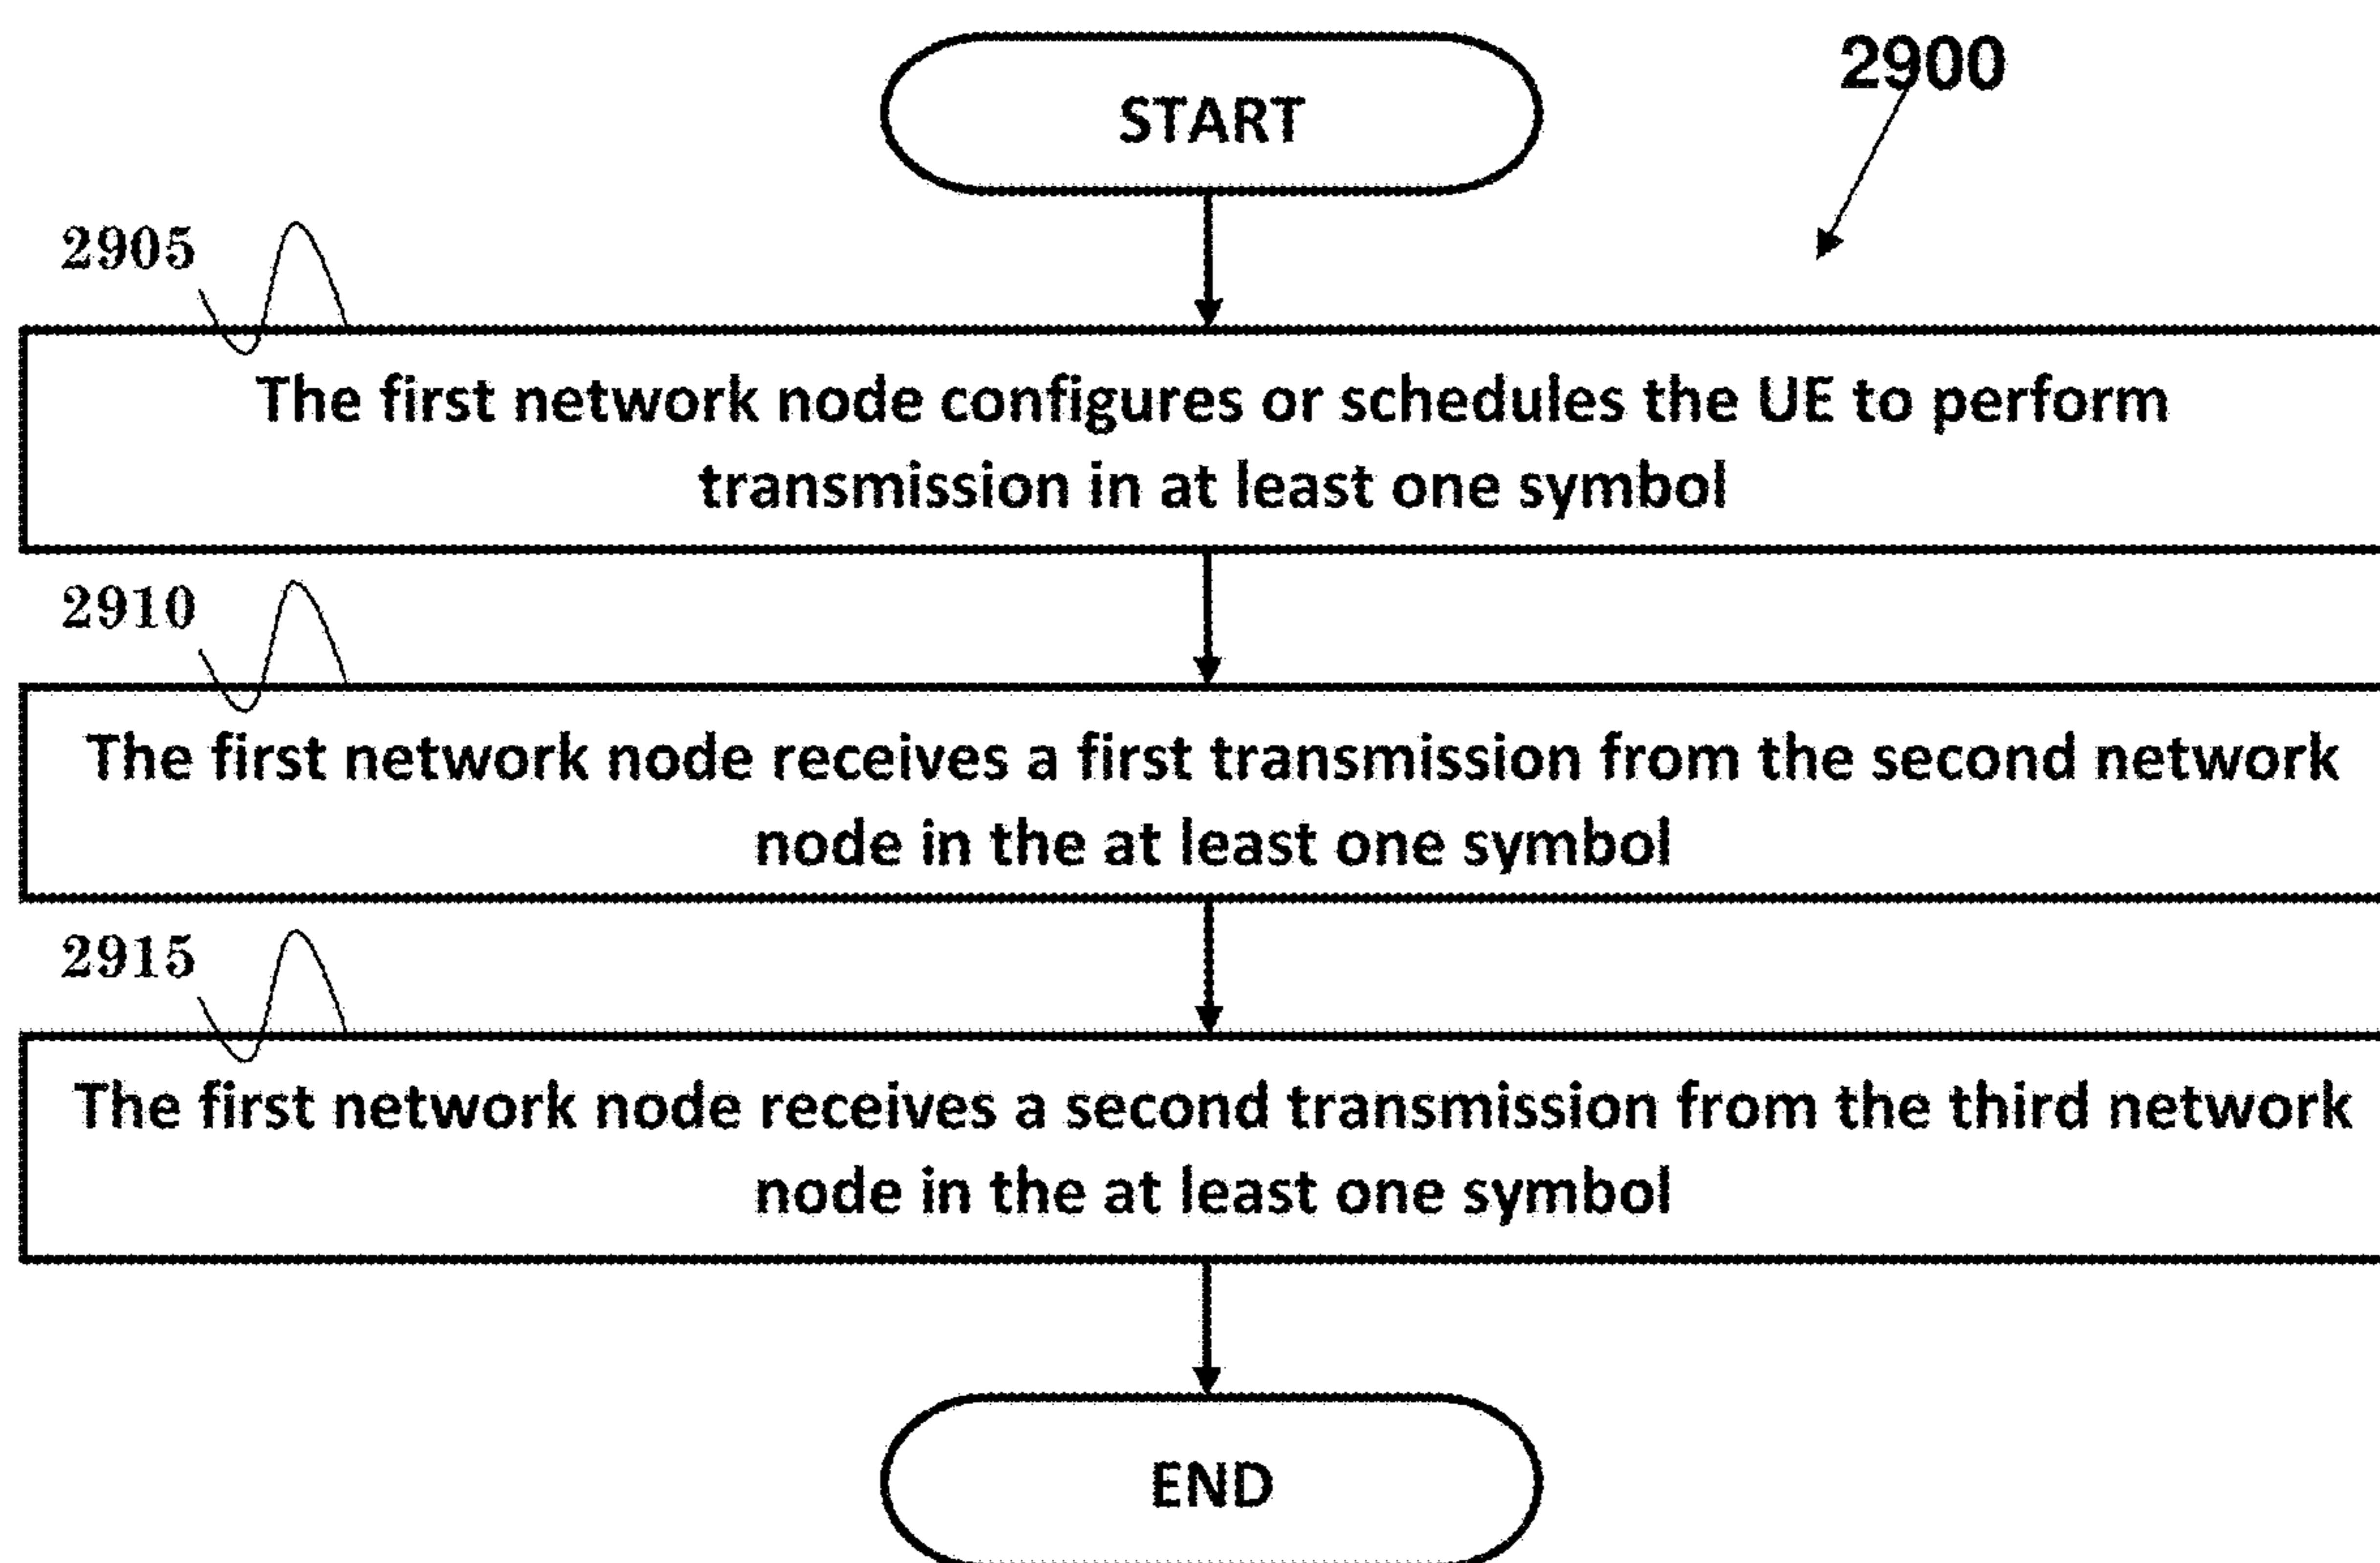 START
2900
2905
The first network node configures or schedules the UE to perform
transmission in at least one symbol
2910
The first network node receives a first transmission from the second network
node in the at least one symbol
2915
The first network node receives a second transmission from the third network
node in the at least one symbol
END